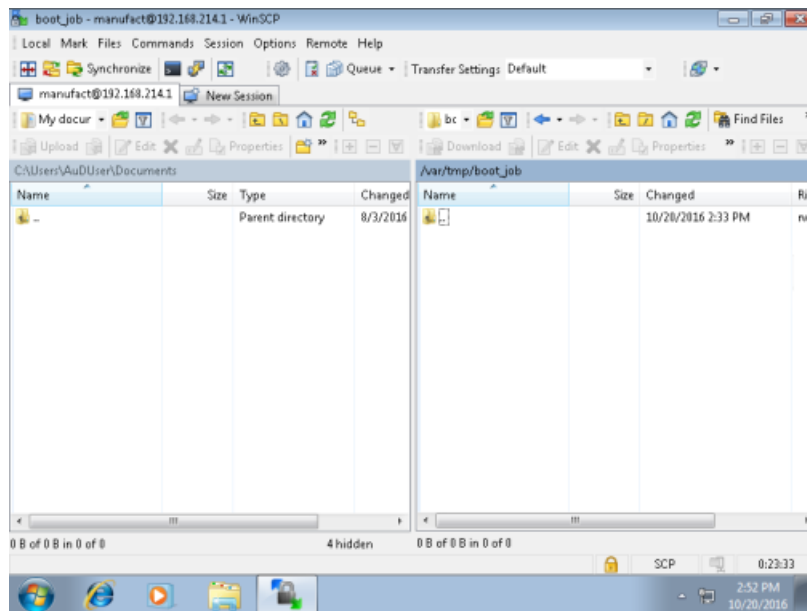 boot_job - manufact@192.168.214.1 - WinSCP
Local Mark Files Commands Session Options Remote Help
Synchronize Queue Transfer Settings Default
manufact@192.168.214.1 New Session
My docur bc Find Files
Upload Edit Properties Download Edit Properties
C:\Users\AuDUser\Documents /var/tmp/boot_job
Name Size Type Changed Name Size Changed Ri
.. Parent directory 8/3/2016 .. 10/20/2016 2:33 PM
0 B of 0 B in 0 of 0 4 hidden 0 B of 0 B in 0 of 0
SCP 0:23:33
2:52 PM
10/20/2016